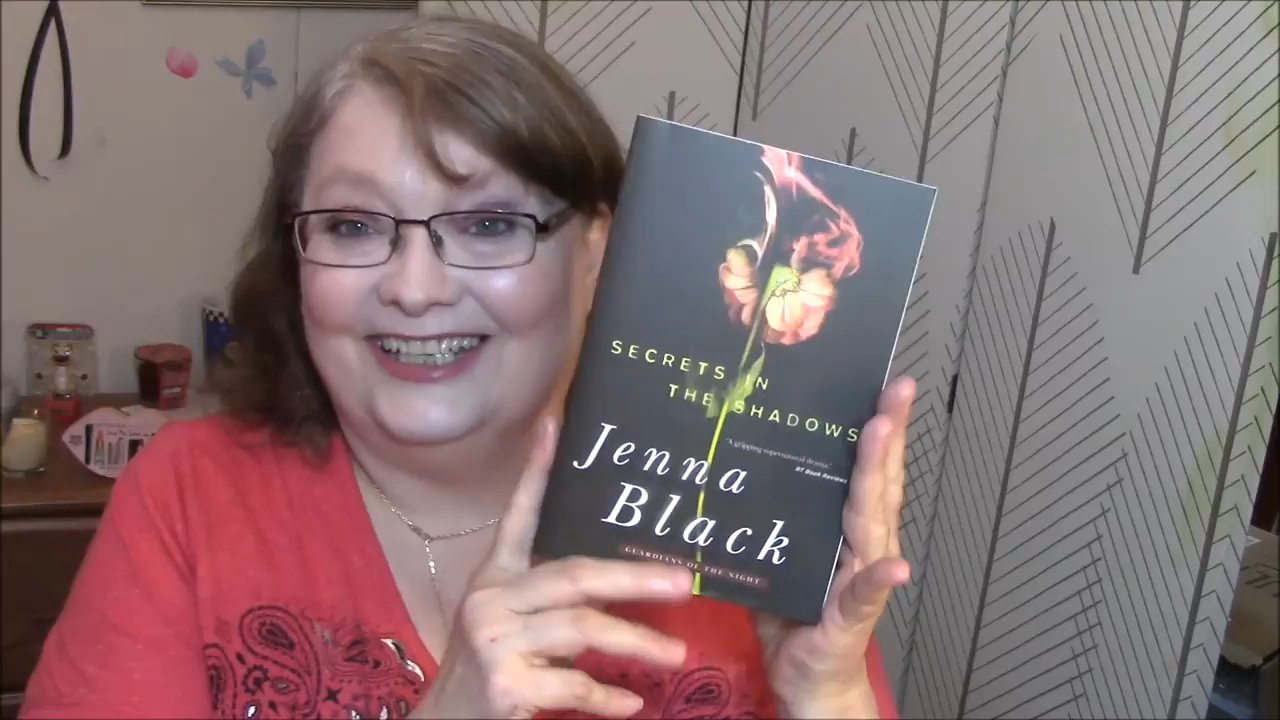 SECRETS IN
THE SHADOWS
"A gripping supernatural drama."
RT Book Reviews
Jenna
Black
GUARDIANS OF THE NIGHT